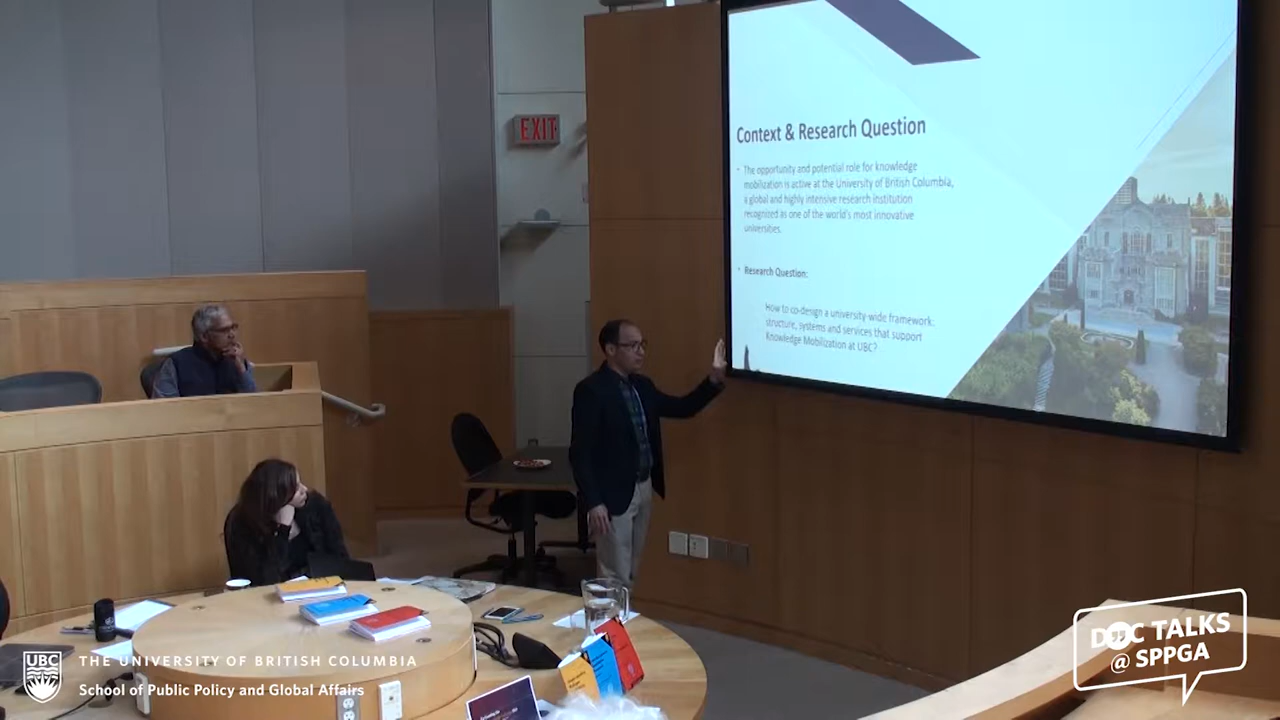 EXIT
Context & Research Question
The opportunity and potential role for knowledge
mobilization is active at the University of British Columbia,
a global and highly intensive research institution
recognized as one of the world's most innovative
universities.
Research Question:
How to co-design a university-wide framework:
structure, systems and services that support
Knowledge Mobilization at UBC?
UBC
THE UNIVERSITY OF BRITISH COLUMBIA
School of Public Policy and Global Affairs
DOC TALKS
@ SPPGA